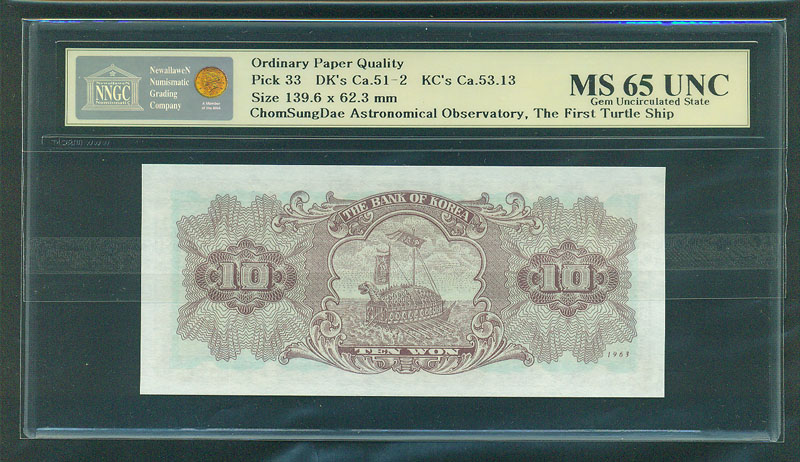 NewallaweN
Numismatic
Grading
Company
NNGC
A Member
Ordinary Paper Quality
Pick 33 DK's Ca.51-2 KC's Ca.53.13
Size 139.6 x 62.3 mm
ChomSungDae Astronomical Observatory, The First Turtle Ship
MS 65 UNC
Gem Uncirculated State
THE BANK OF KOREA
10
10
TEN WON
1963